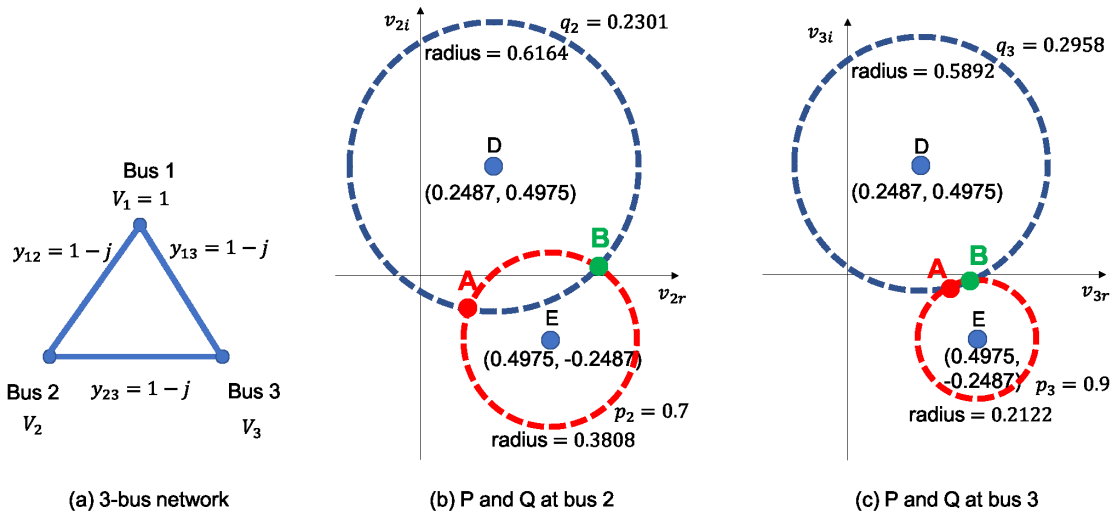 Bus 1
V₁ = 1
y₁₂ = 1 − j
y₁₃ = 1 − j
Bus 2
V₂
y₂₃ = 1 − j
Bus 3
V₃
(a) 3-bus network
v₂ᵢ
q₂ = 0.2301
radius = 0.6164
D
(0.2487, 0.4975)
B
A
v₂ᵣ
E
(0.4975, -0.2487)
p₂ = 0.7
radius = 0.3808
(b) P and Q at bus 2
v₃ᵢ
q₃ = 0.2958
radius = 0.5892
D
(0.2487, 0.4975)
A
B
v₃ᵣ
E
(0.4975,
-0.2487)
p₃ = 0.9
radius = 0.2122
(c) P and Q at bus 3